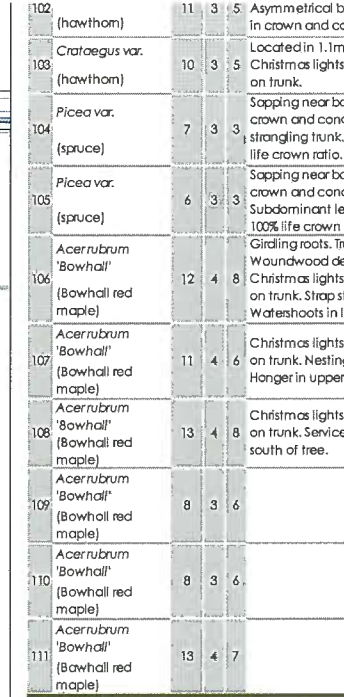 102 (hawthorn) 11 3 5 Asymmetrical b
in crown and co
103 Crataegus var. (hawthorn) 10 3 5 Located in 1.1m
Christmas lights
on trunk.
104 Picea var. (spruce) 7 3 3 Sapping near ba
crown and cond
strangling trunk.
life crown ratio.
105 Picea var. (spruce) 6 3 3 Sapping near ba
crown and cond
Subdominant le
100% life crown
106 Acer rubrum 'Bowhall' (Bowhall red maple) 12 4 8 Girdling roots. Tru
Woundwood de
Christmas lights
on trunk. Strap st
Watershoots in l
107 Acer rubrum 'Bowhall' (Bowhall red maple) 11 4 6 Christmas lights
on trunk. Nesting
Hanger in upper
108 Acer rubrum 'Bowhall' (Bowhall red maple) 13 4 8 Christmas lights
on trunk. Service
south of tree.
109 Acer rubrum 'Bowhall' (Bowhall red maple) 8 3 6
110 Acer rubrum 'Bowhall' (Bowhall red maple) 8 3 6
111 Acer rubrum 'Bowhall' (Bowhall red maple) 13 4 7